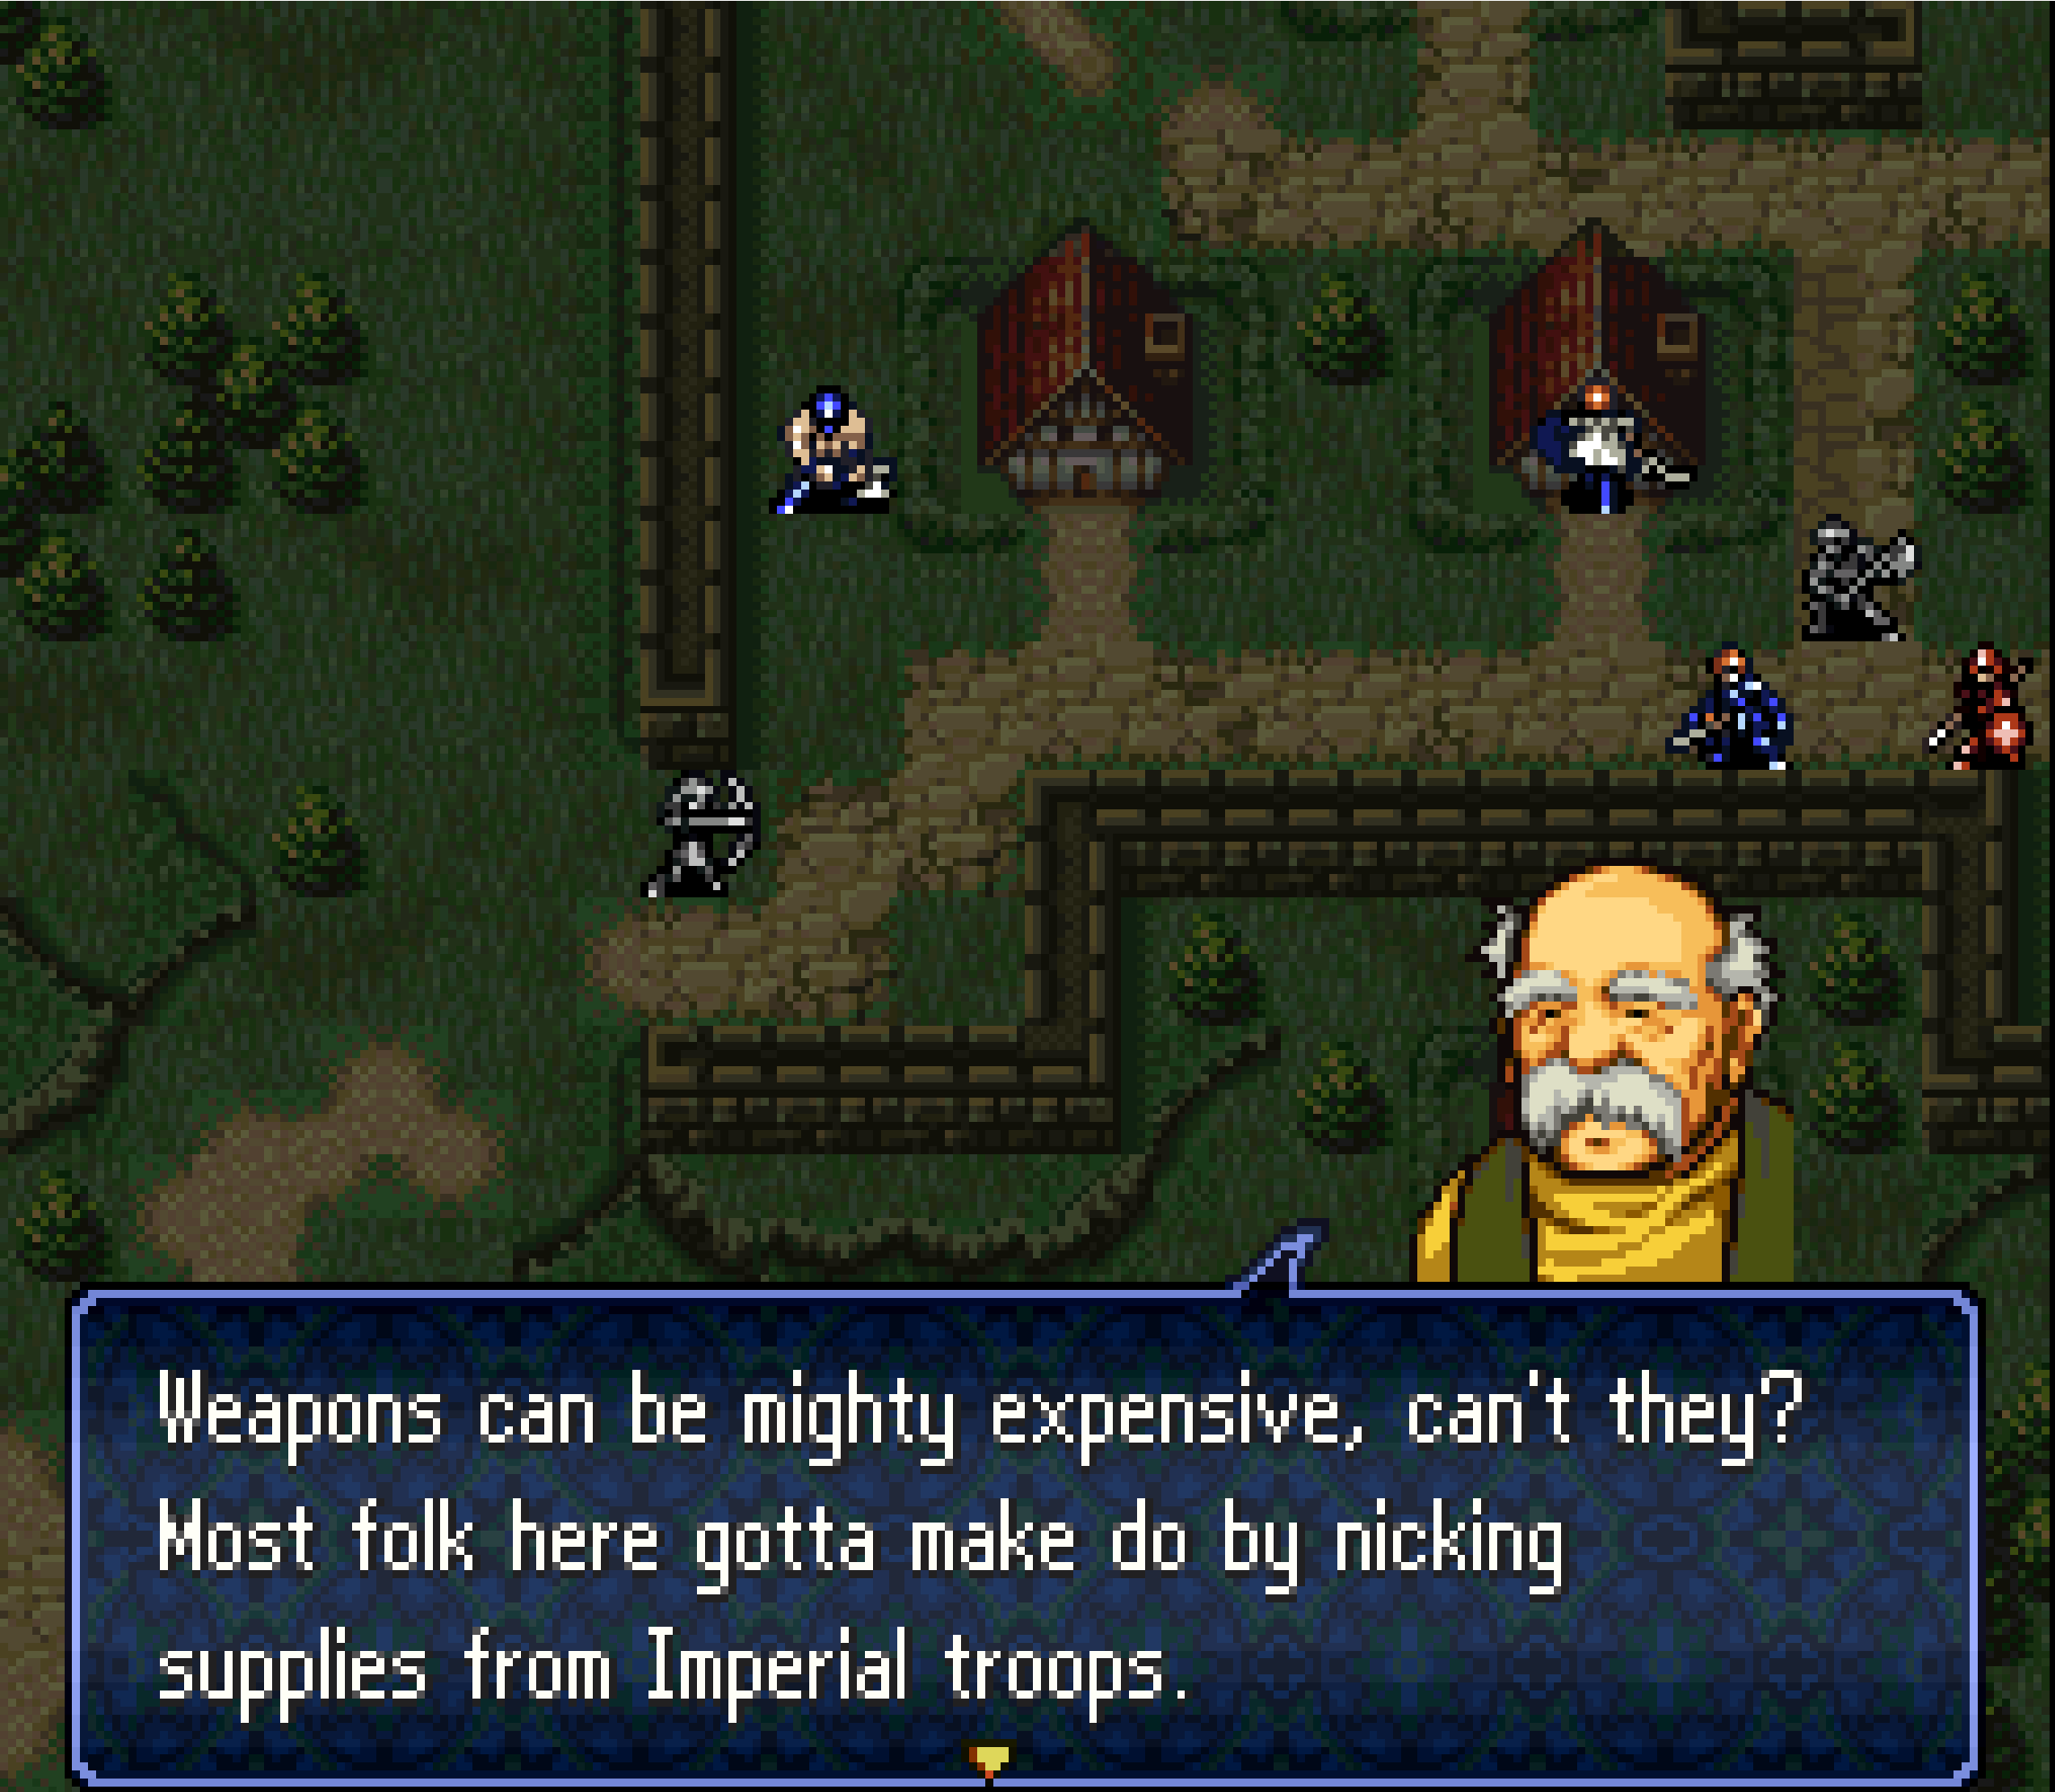 Weapons can be mighty expensive, can't they?
Most folk here gotta make do by nicking
supplies from Imperial troops.